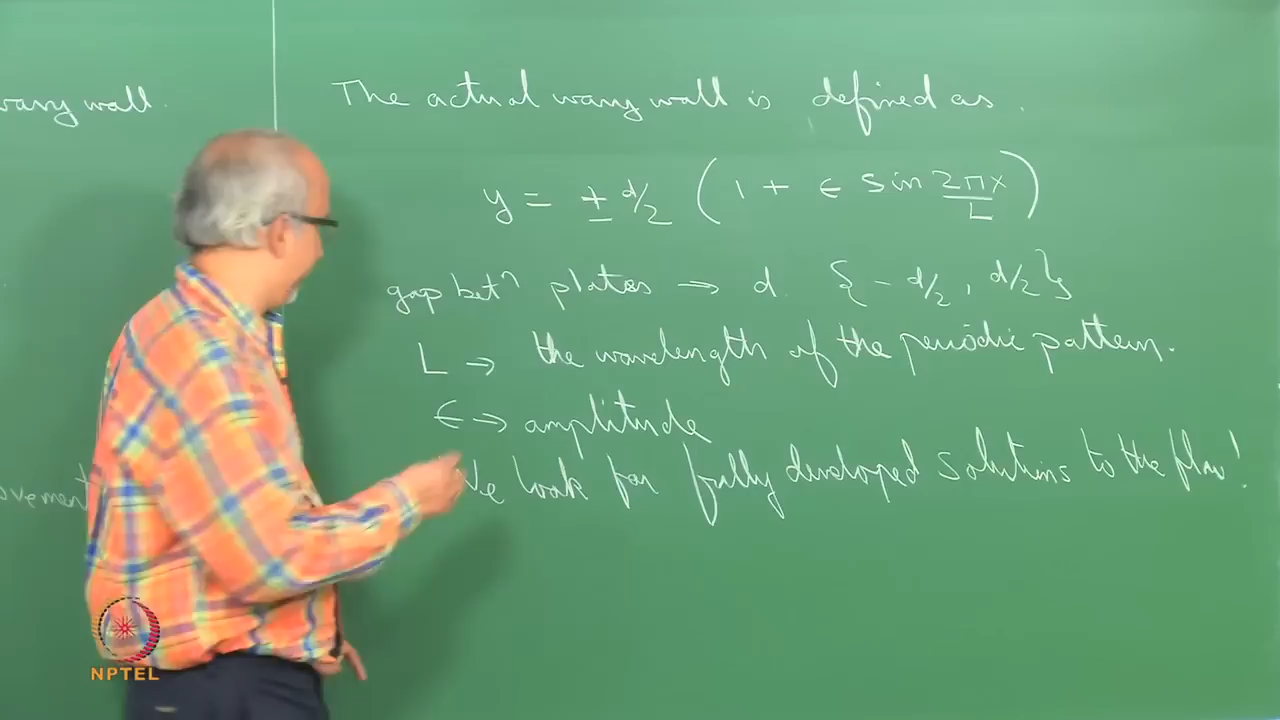 wavy wall.
The actual wavy wall is defined as.
y = ± d/2 (1 + ε sin 2πx/L)
gap betⁿ plates → d. {-d/2, d/2}
L → the wavelength of the periodic pattern.
ε → amplitude
We look for fully developed solutions to the flow!
ovement
NPTEL